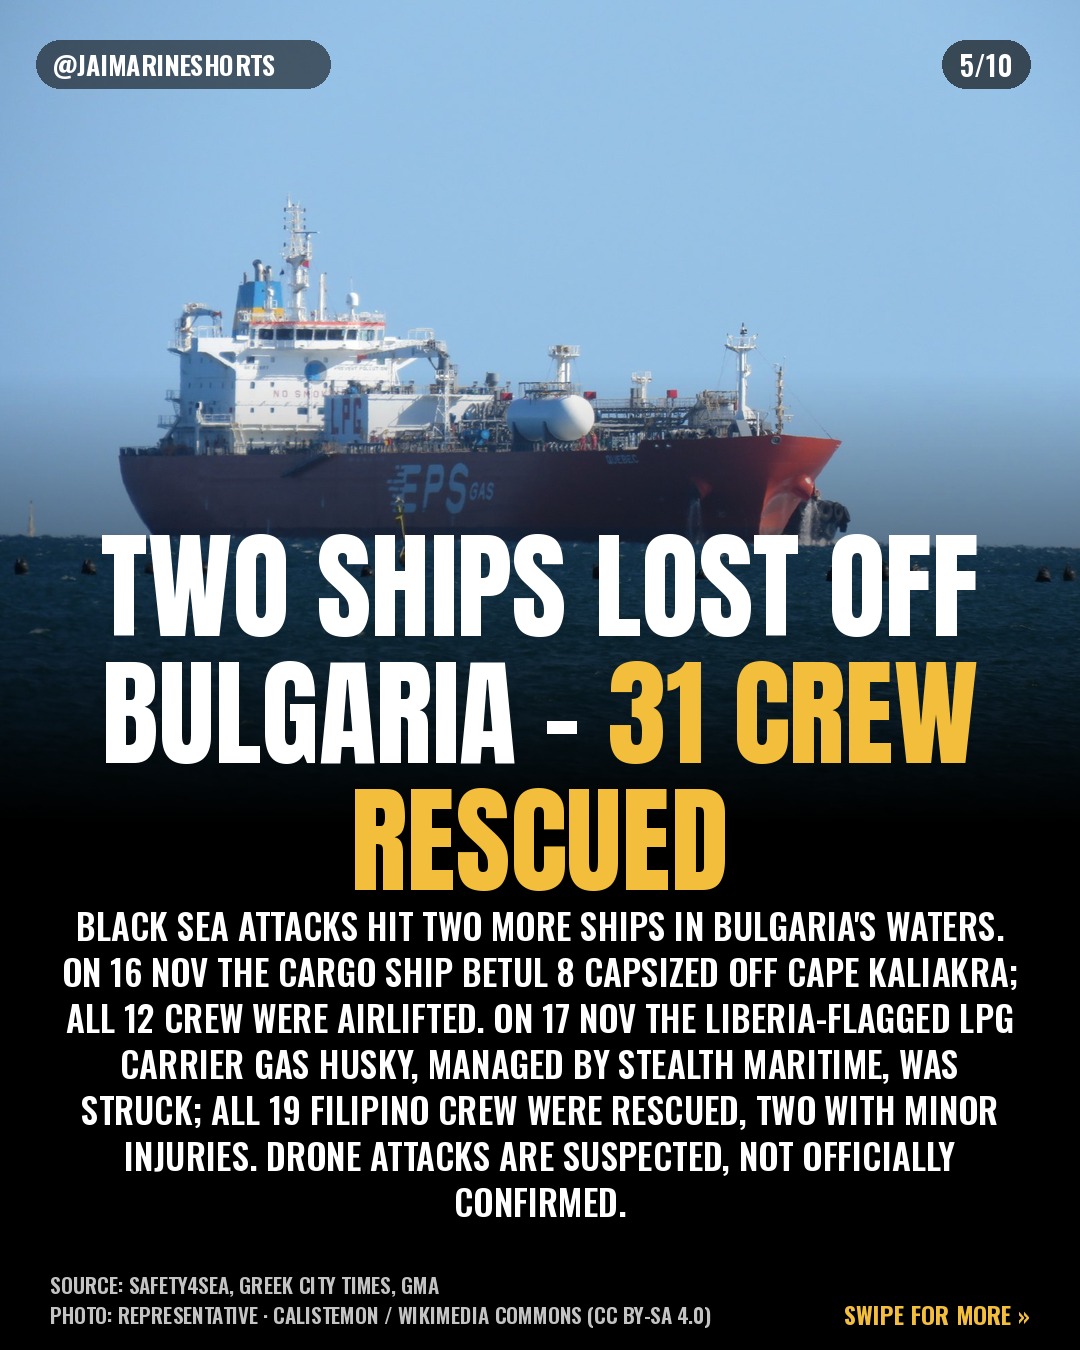 @JAIMARINESHORTS
5/10
NO SMO
LPG
EPS GAS
QUEBEC
TWO SHIPS LOST OFF
BULGARIA - 31 CREW
RESCUED
BLACK SEA ATTACKS HIT TWO MORE SHIPS IN BULGARIA'S WATERS.
ON 16 NOV THE CARGO SHIP BETUL 8 CAPSIZED OFF CAPE KALIAKRA;
ALL 12 CREW WERE AIRLIFTED. ON 17 NOV THE LIBERIA-FLAGGED LPG
CARRIER GAS HUSKY, MANAGED BY STEALTH MARITIME, WAS
STRUCK; ALL 19 FILIPINO CREW WERE RESCUED, TWO WITH MINOR
INJURIES. DRONE ATTACKS ARE SUSPECTED, NOT OFFICIALLY
CONFIRMED.
SOURCE: SAFETY4SEA, GREEK CITY TIMES, GMA
PHOTO: REPRESENTATIVE · CALISTEMON / WIKIMEDIA COMMONS (CC BY-SA 4.0)
SWIPE FOR MORE »